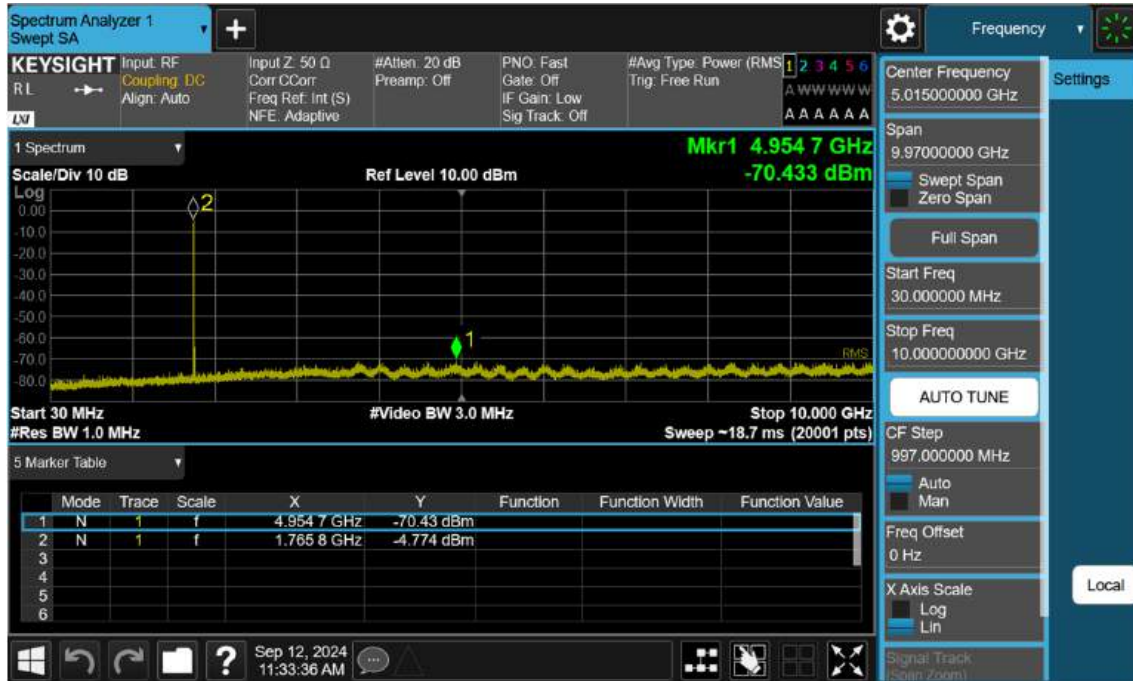 Spectrum Analyzer 1
Swept SA
+
Frequency
KEYSIGHT
RL
LXI
Input: RF
Coupling: DC
Align: Auto
Input Z: 50 Ω
Corr CCorr
Freq Ref: Int (S)
NFE: Adaptive
#Atten: 20 dB
Preamp: Off
PNO: Fast
Gate: Off
IF Gain: Low
Sig Track: Off
#Avg Type: Power (RMS
Trig: Free Run
1 2 3 4 5 6
A W W W W W
A A A A A A
1 Spectrum
Mkr1 4.954 7 GHz
-70.433 dBm
Scale/Div 10 dB
Ref Level 10.00 dBm
Log
0.00
-10.0
-20.0
-30.0
-40.0
-50.0
-60.0
-70.0
-80.0
2
1
RMS
Start 30 MHz
#Video BW 3.0 MHz
Stop 10.000 GHz
#Res BW 1.0 MHz
Sweep ~18.7 ms (20001 pts)
5 Marker Table
Mode Trace Scale X Y Function Function Width Function Value
1 N 1 f 4.954 7 GHz -70.43 dBm
2 N 1 f 1.765 8 GHz -4.774 dBm
3
4
5
6
?
Sep 12, 2024
11:33:36 AM
Center Frequency
5.015000000 GHz
Settings
Span
9.97000000 GHz
Swept Span
Zero Span
Full Span
Start Freq
30.000000 MHz
Stop Freq
10.000000000 GHz
AUTO TUNE
CF Step
997.000000 MHz
Auto
Man
Freq Offset
0 Hz
X Axis Scale
Log
Lin
Local
Signal Track
(Span Zoom)